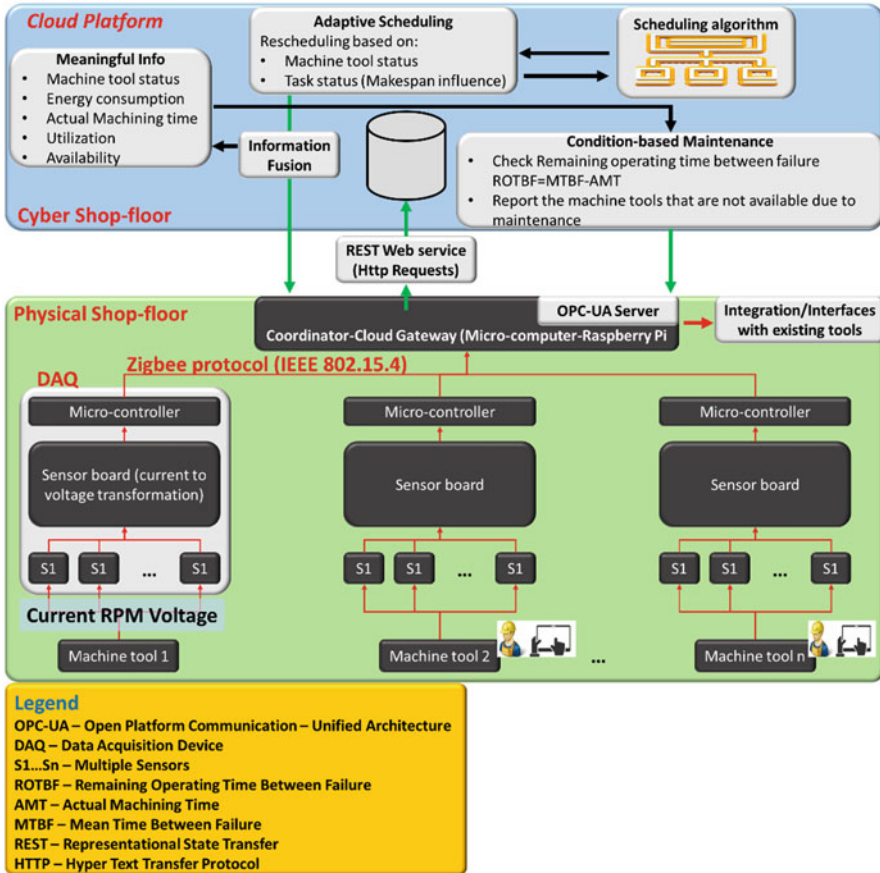 Cloud Platform
Adaptive Scheduling
Rescheduling based on:
• Machine tool status
• Task status (Makespan influence)
Scheduling algorithm
Meaningful Info
• Machine tool status
• Energy consumption
• Actual Machining time
• Utilization
• Availability
Information
Fusion
Condition-based Maintenance
• Check Remaining operating time between failure
ROTBF=MTBF-AMT
• Report the machine tools that are not available due to
maintenance
Cyber Shop-floor
REST Web service
(Http Requests)
Physical Shop-floor
OPC-UA Server
Coordinator-Cloud Gateway (Micro-computer-Raspberry Pi
Integration/Interfaces
with existing tools
Zigbee protocol (IEEE 802.15.4)
DAQ
Micro-controller
Micro-controller
Micro-controller
Sensor board (current to
voltage transformation)
Sensor board
Sensor board
S1 S1 ... S1
S1 S1 ... S1
S1 S1 ... S1
Current RPM Voltage
Machine tool 1
Machine tool 2
...
Machine tool n
Legend
OPC-UA – Open Platform Communication – Unified Architecture
DAQ – Data Acquisition Device
S1...Sn – Multiple Sensors
ROTBF – Remaining Operating Time Between Failure
AMT – Actual Machining Time
MTBF – Mean Time Between Failure
REST – Representational State Transfer
HTTP – Hyper Text Transfer Protocol